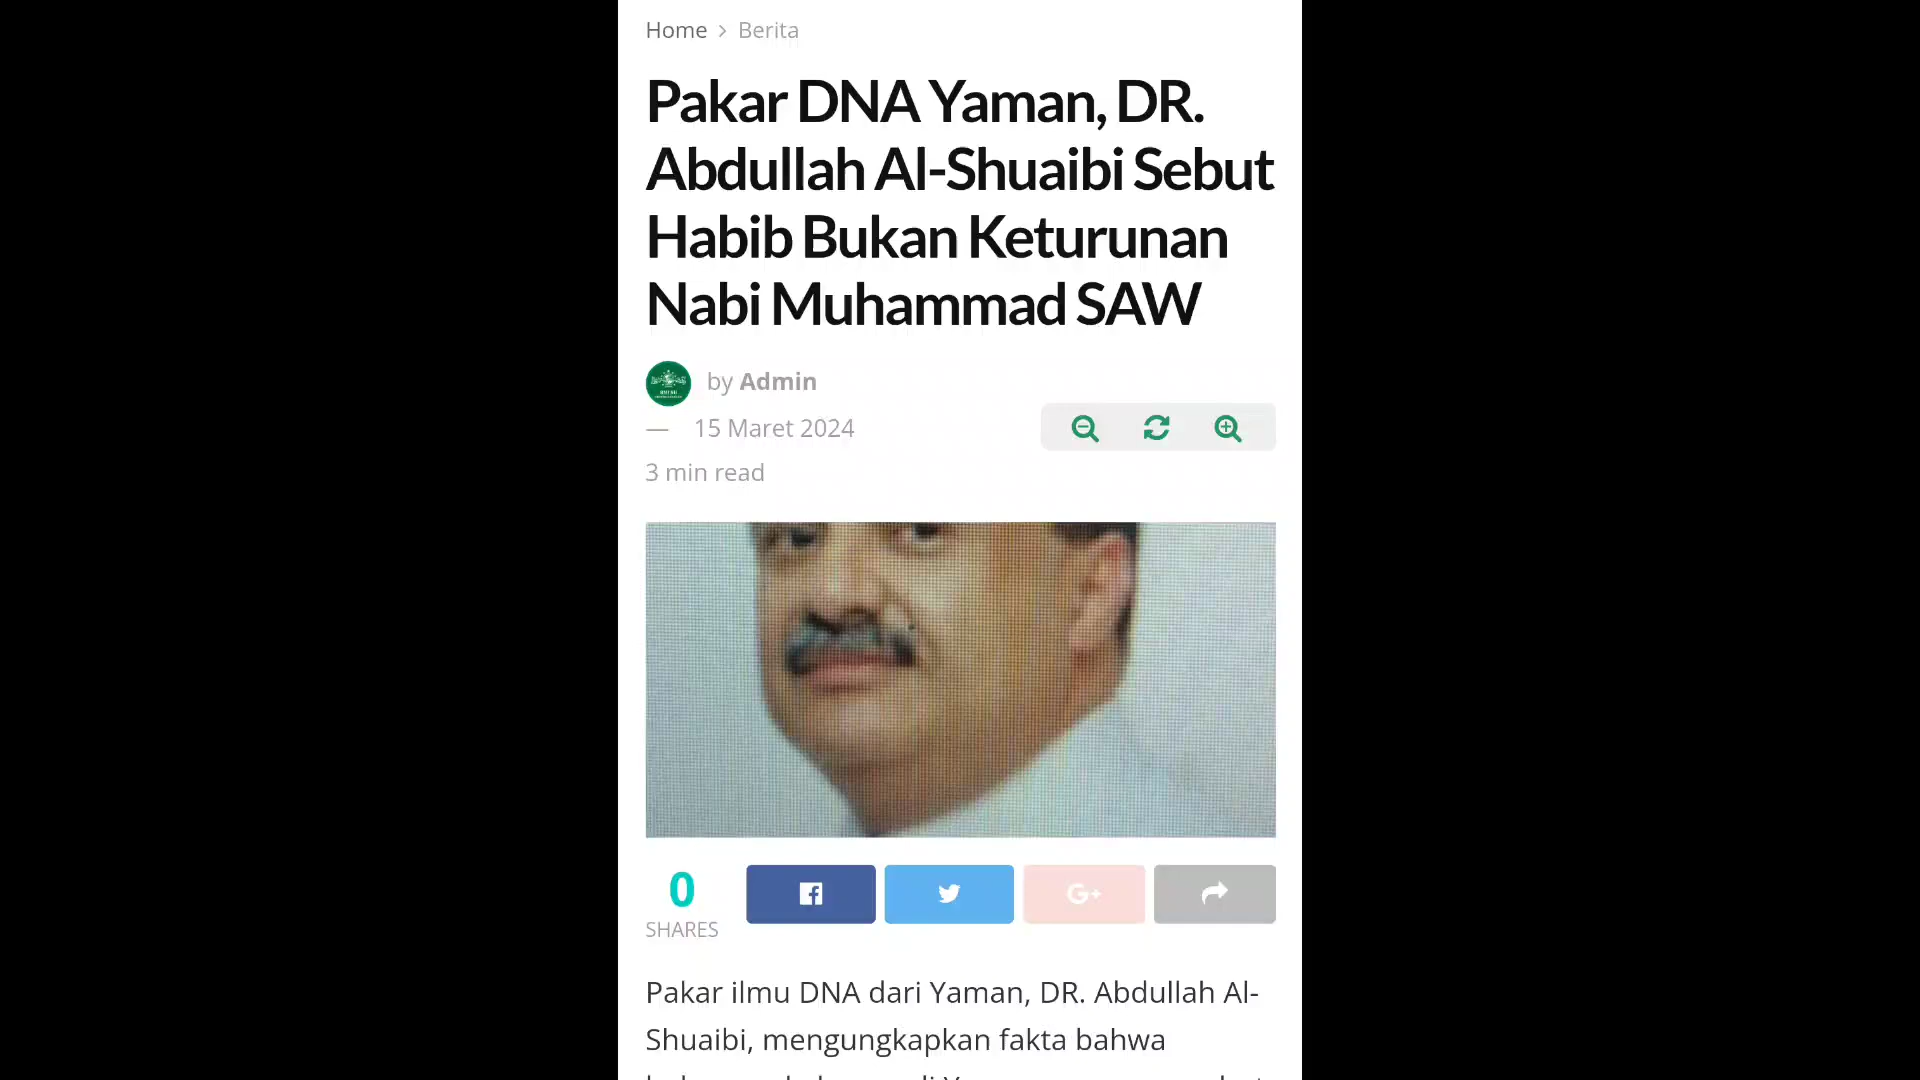 Home > Berita
Pakar DNA Yaman, DR.
Abdullah Al-Shuaibi Sebut
Habib Bukan Keturunan
Nabi Muhammad SAW
by Admin
— 15 Maret 2024
3 min read
0
SHARES
G+
Pakar ilmu DNA dari Yaman, DR. Abdullah Al-
Shuaibi, mengungkapkan fakta bahwa